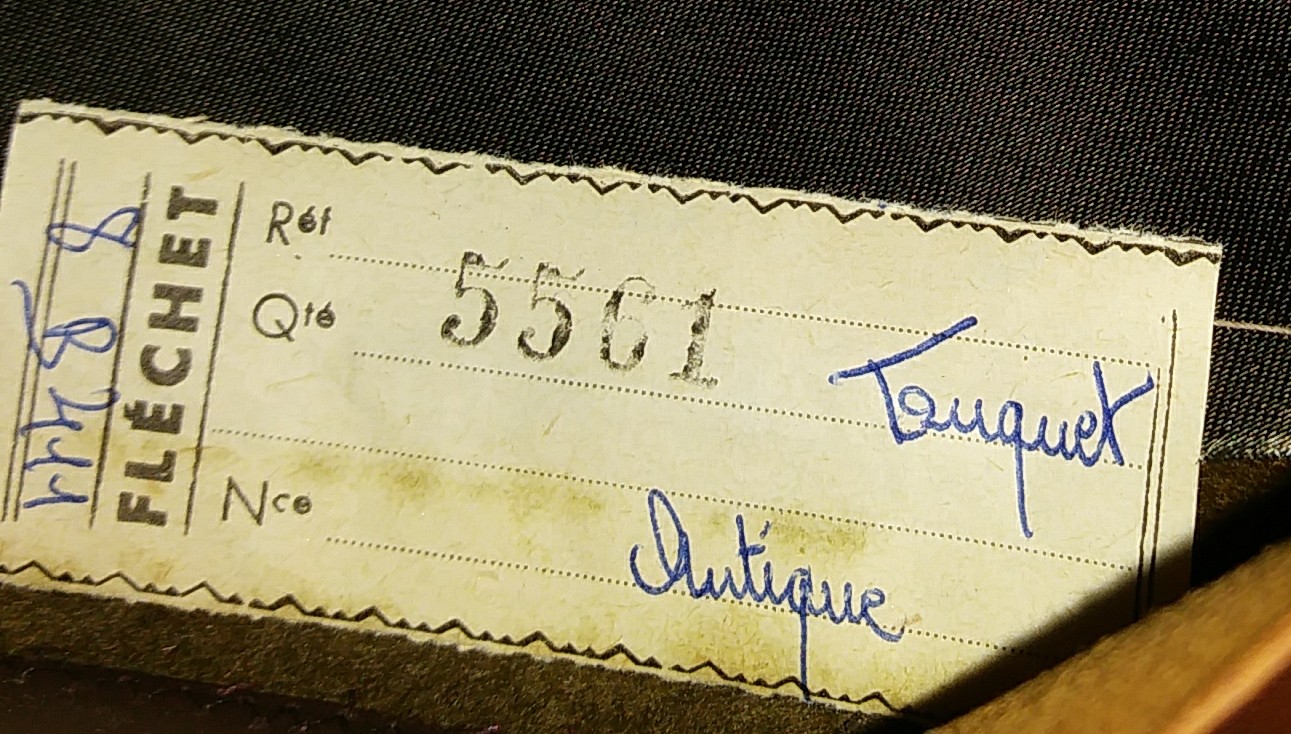 FLÉCHET
Réf
Qté 5561
Touquet
Nce Antique